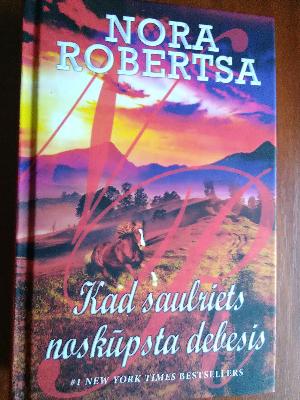 NORA
ROBERTSA
Kad saulriets
noskūpsta debesis
#1 NEW YORK TIMES BESTSELLERS